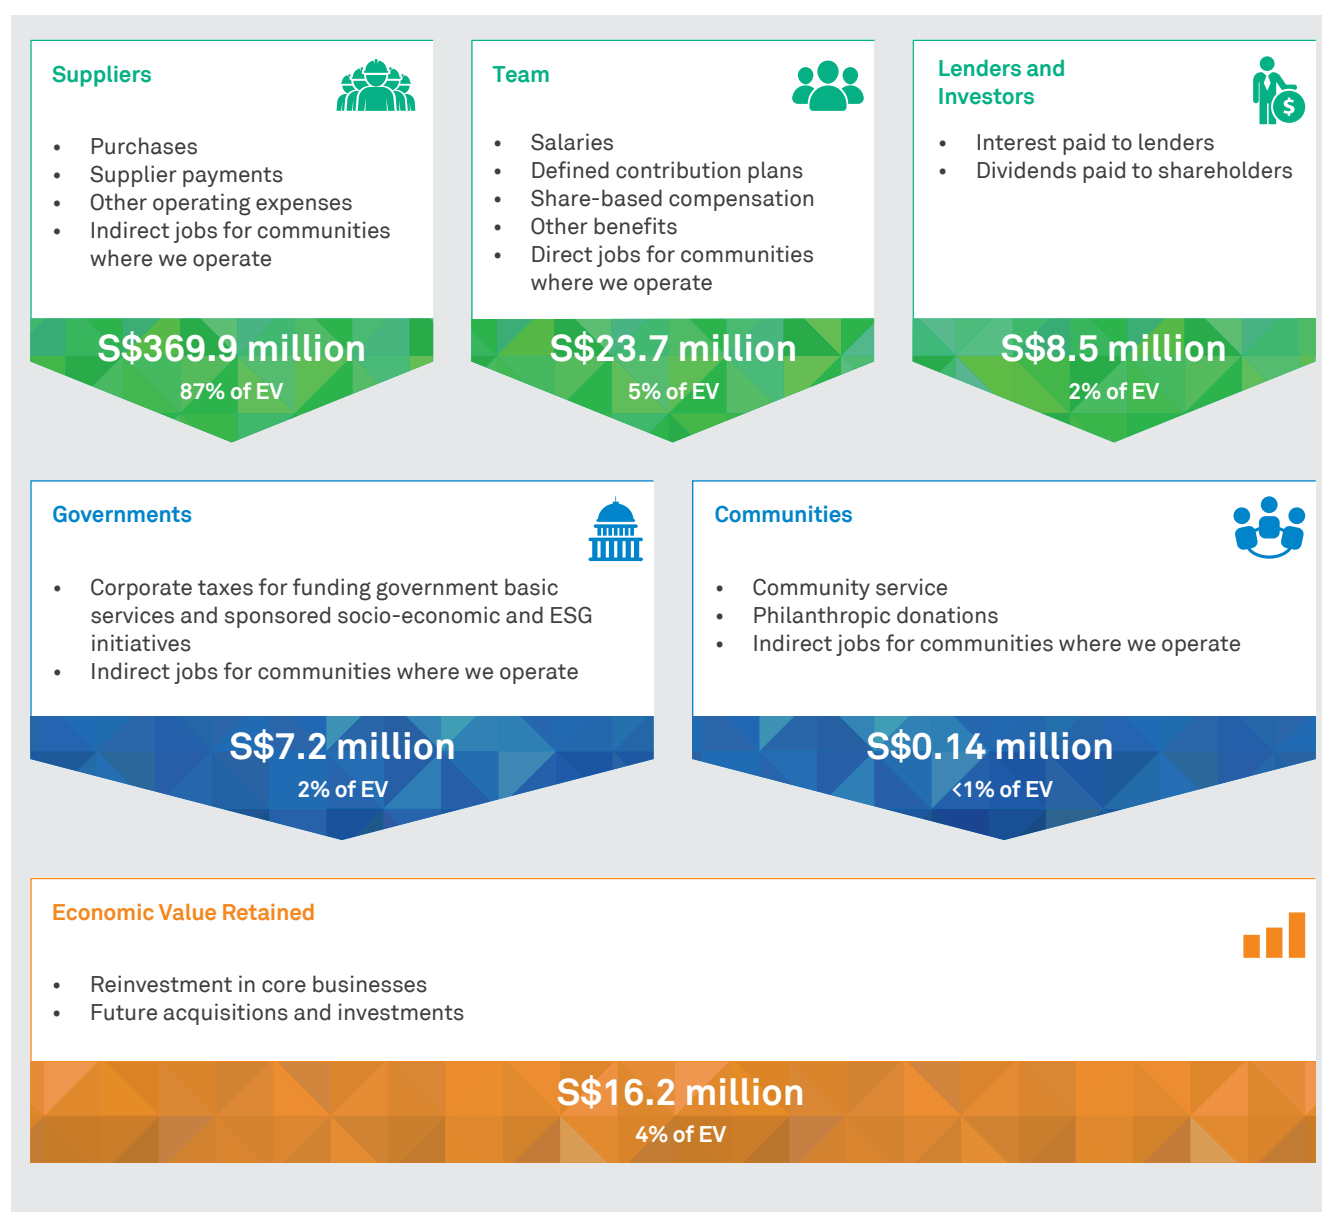 Suppliers
• Purchases
• Supplier payments
• Other operating expenses
• Indirect jobs for communities
where we operate
S$369.9 million
87% of EV
Team
• Salaries
• Defined contribution plans
• Share-based compensation
• Other benefits
• Direct jobs for communities
where we operate
S$23.7 million
5% of EV
Lenders and
Investors
$
• Interest paid to lenders
• Dividends paid to shareholders
S$8.5 million
2% of EV
Governments
• Corporate taxes for funding government basic
services and sponsored socio-economic and ESG
initiatives
• Indirect jobs for communities where we operate
S$7.2 million
2% of EV
Communities
• Community service
• Philanthropic donations
• Indirect jobs for communities where we operate
S$0.14 million
<1% of EV
Economic Value Retained
• Reinvestment in core businesses
• Future acquisitions and investments
S$16.2 million
4% of EV